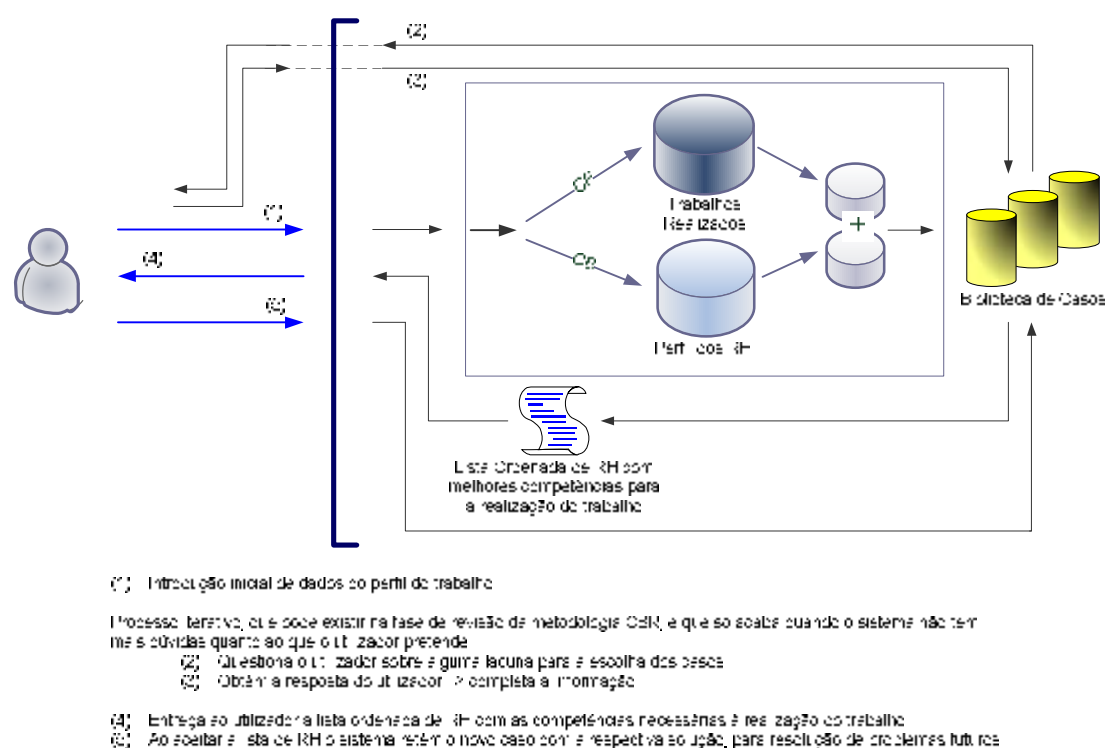 (2)
(3)
Trabalhos
Realizados
(1)
+
(4)
Biblioteca de Casos
(5)
Perfil dos RH
Lista Ordenada de RH com
melhores competências para
a realização do trabalho
(1) Introdução inicial de dados do perfil do trabalho
Processo iterativo, que pode existir na fase de revisão da metodologia CBR, e que so acaba quando o sistema não tem
mais dúvidas quanto ao que o utilizador pretende
(2) Questiona o utilizador sobre alguma lacuna para a escolha dos casos
(3) Obtém a resposta do utilizador -> completa a informação
(4) Entrega ao utilizador a lista ordenada de RH com as competências necessárias à realização do trabalho
(5) Ao aceitar a lista de RH o sistema retém o novo caso com a respectiva solução, para resolução de problemas futuros